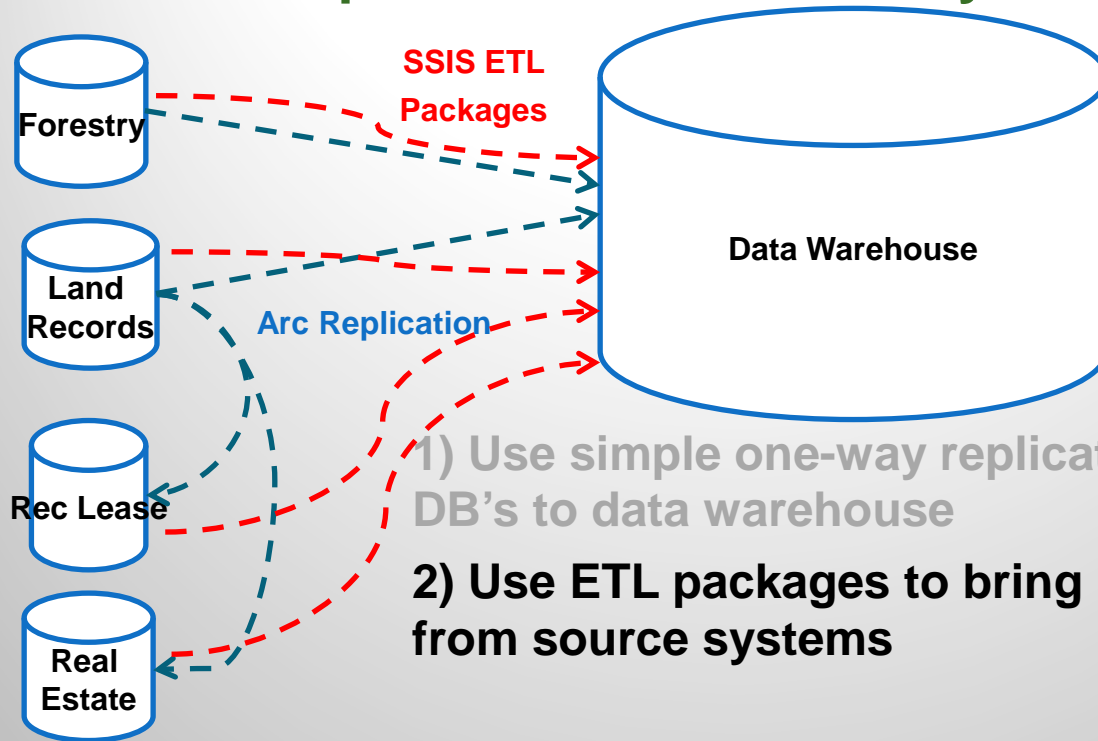 SSIS ETL
Packages
Forestry
Data Warehouse
Land
Records
Arc Replication
1) Use simple one-way
DB's to data warehouse
Rec Lease
2) Use ETL packages to bring
from source systems
Real
Estate